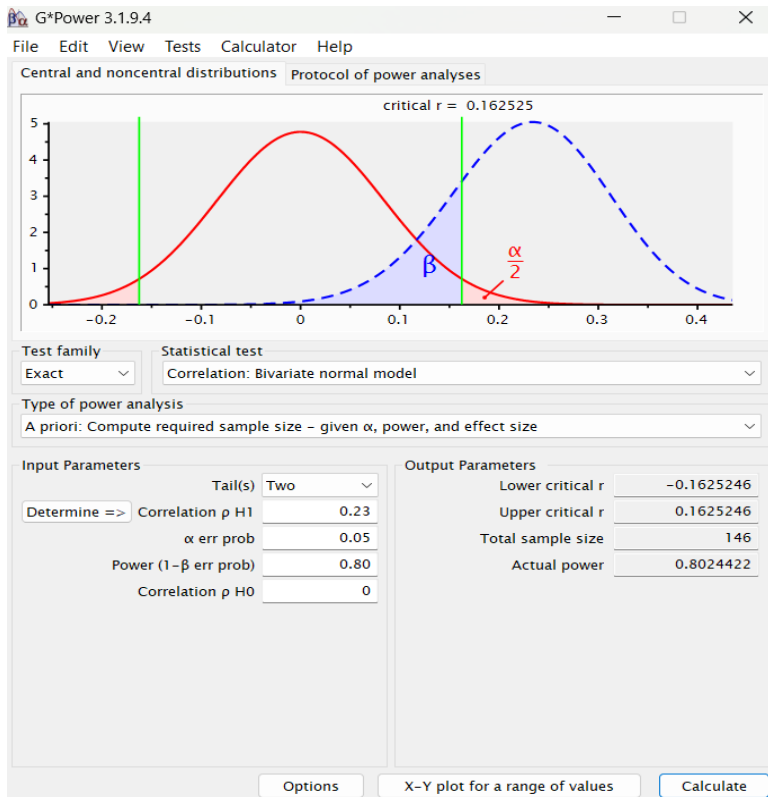 G*Power 3.1.9.4
File Edit View Tests Calculator Help
Central and noncentral distributions Protocol of power analyses
critical r = 0.162525
5
4
3
2
1
0
β
α
2
-0.2 -0.1 0 0.1 0.2 0.3 0.4
Test family Statistical test
Exact Correlation: Bivariate normal model
Type of power analysis
A priori: Compute required sample size – given α, power, and effect size
Input Parameters Output Parameters
Tail(s) Two Lower critical r -0.1625246
Determine => Correlation ρ H1 0.23 Upper critical r 0.1625246
α err prob 0.05 Total sample size 146
Power (1-β err prob) 0.80 Actual power 0.8024422
Correlation ρ H0 0
Options X-Y plot for a range of values Calculate